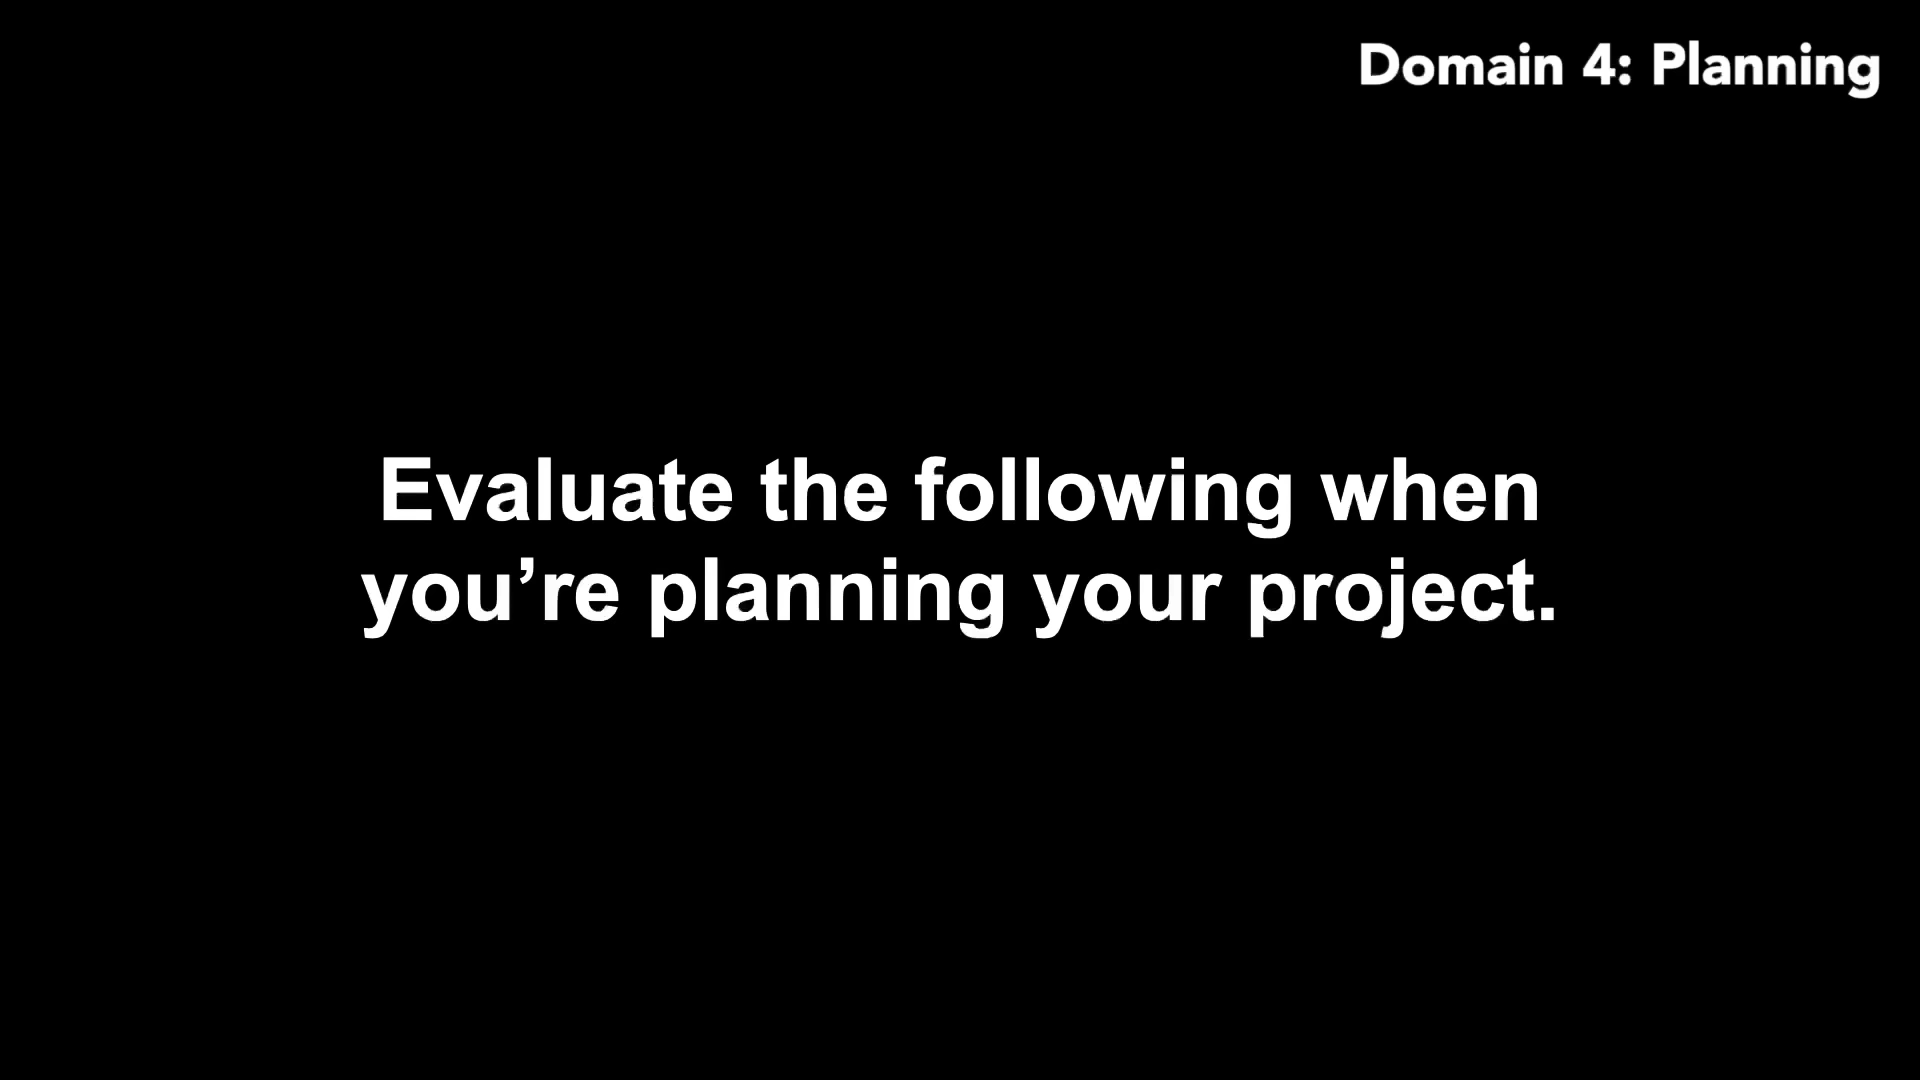 Domain 4: Planning
Evaluate the following when
you’re planning your project.